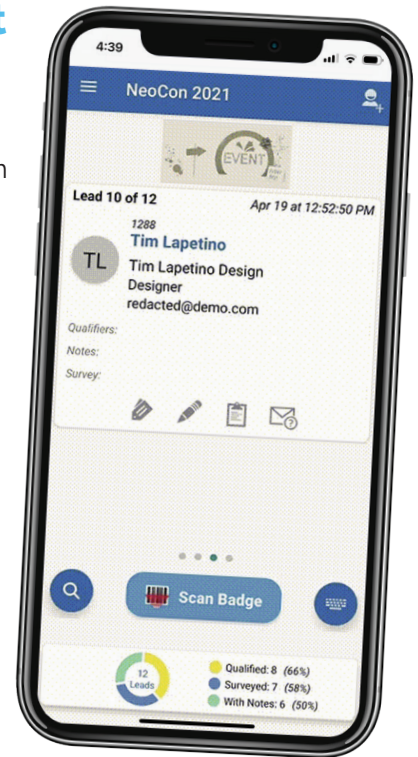 t
n
4:39
NeoCon 2021
EVENT
Lead 10 of 12
Apr 19 at 12:52:50 PM
1288
TL
Tim Lapetino
Tim Lapetino Design
Designer
redacted@demo.com
Qualifiers:
Notes:
Survey:
Scan Badge
12
Leads
Qualified: 8 (66%)
Surveyed: 7 (58%)
With Notes: 6 (50%)